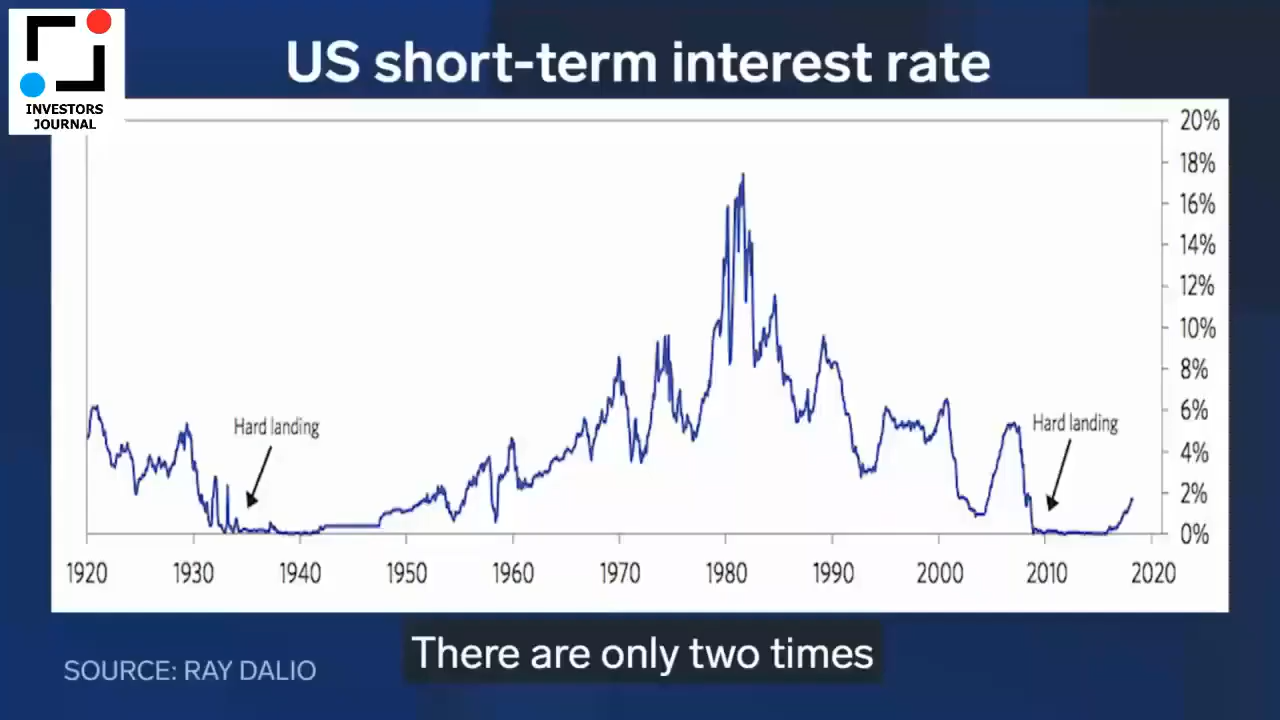 INVESTORS
JOURNAL
US short-term interest rate
20%
18%
16%
14%
12%
10%
8%
6%
4%
2%
0%
Hard landing
Hard landing
1920 1930 1940 1950 1960 1970 1980 1990 2000 2010 2020
SOURCE: RAY DALIO
There are only two times